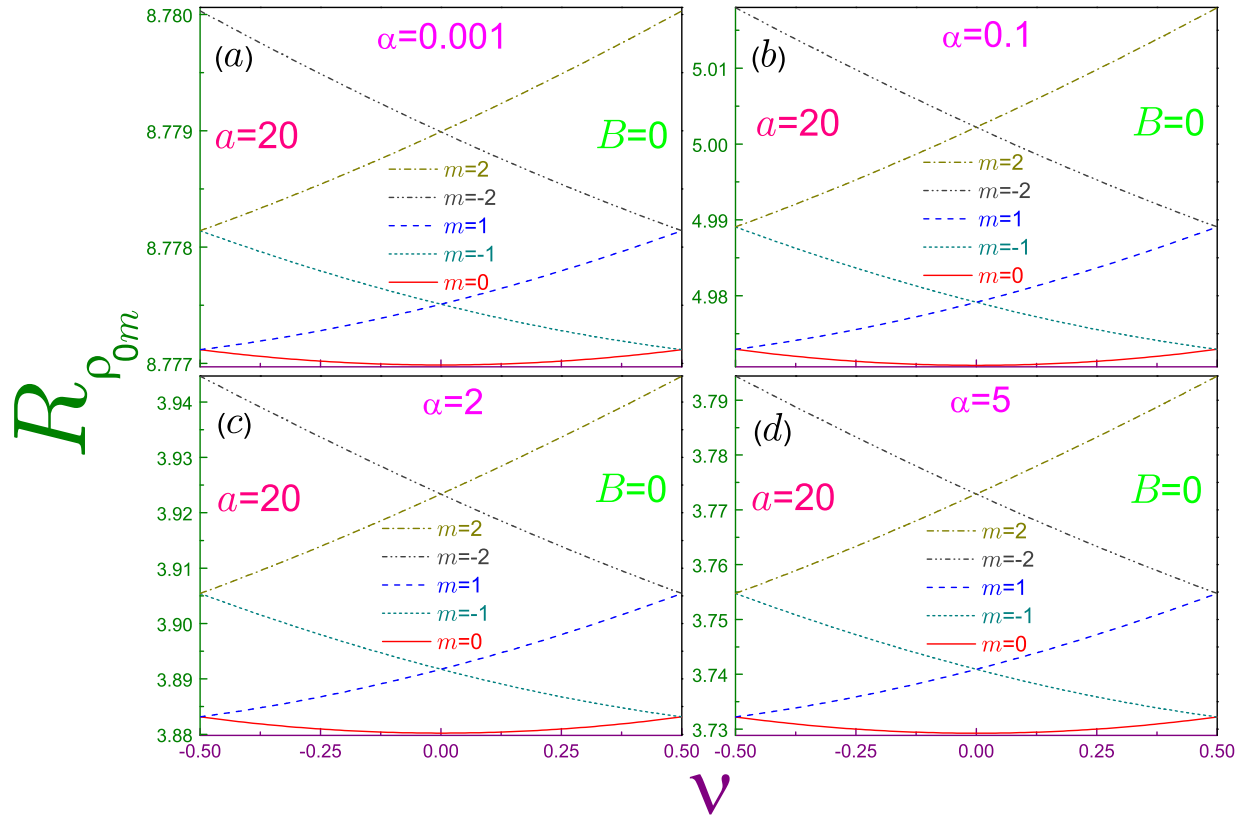 8.780
8.779
8.778
8.777
(a)
α=0.001
a=20
B=0
m=2
m=-2
m=1
m=-1
m=0
5.01
5.00
4.99
4.98
(b)
α=0.1
a=20
B=0
m=2
m=-2
m=1
m=-1
m=0
Rρ0m
3.94
3.93
3.92
3.91
3.90
3.89
3.88
(c)
α=2
a=20
B=0
m=2
m=-2
m=1
m=-1
m=0
-0.50
-0.25
0.00
0.25
0.50
3.79
3.78
3.77
3.76
3.75
3.74
3.73
(d)
α=5
a=20
B=0
m=2
m=-2
m=1
m=-1
m=0
-0.50
-0.25
0.00
0.25
0.50
ν